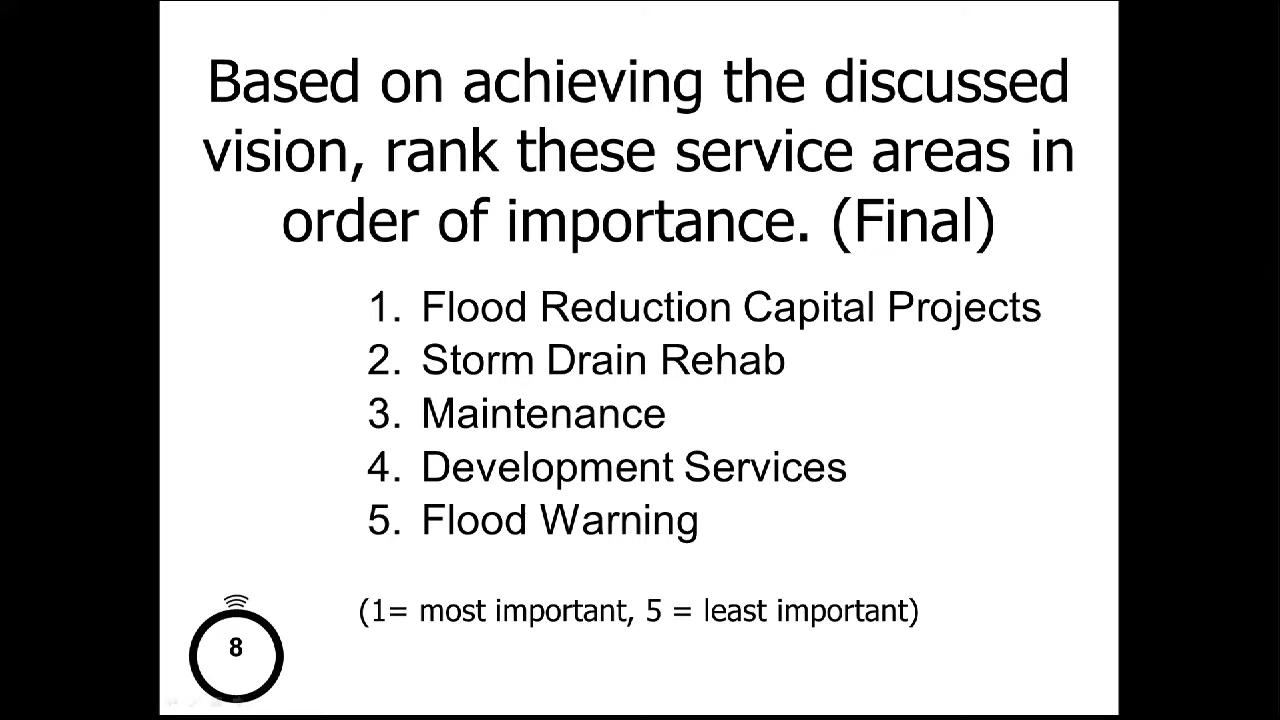 Based on achieving the discussed
vision, rank these service areas in
order of importance. (Final)
1. Flood Reduction Capital Projects
2. Storm Drain Rehab
3. Maintenance
4. Development Services
5. Flood Warning
(1= most important, 5 = least important)
8